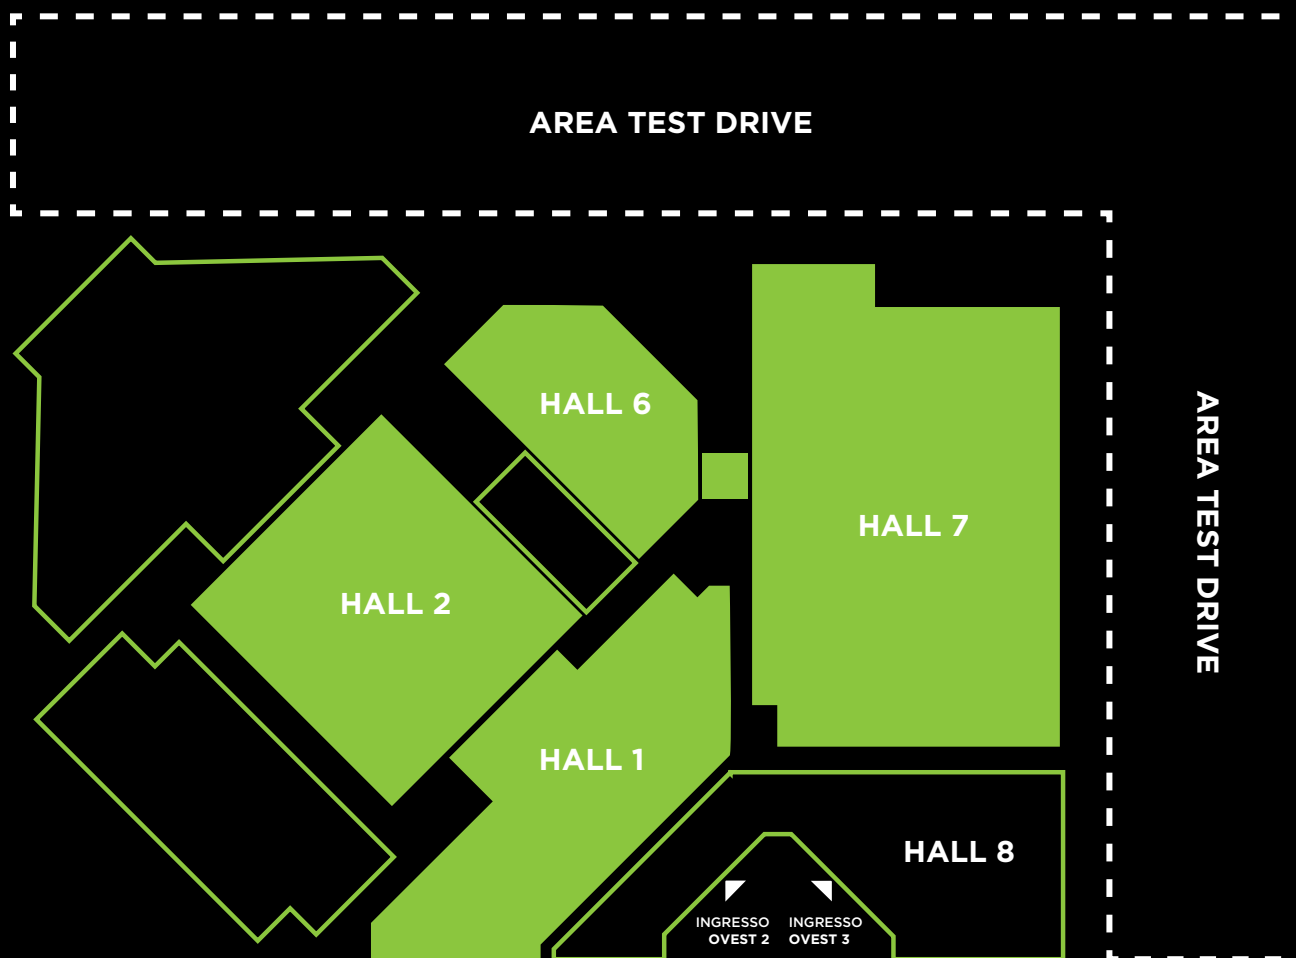 AREA TEST DRIVE
HALL 6
AREA TEST DRIVE
HALL 7
HALL 2
HALL 1
HALL 8
INGRESSO
OVEST 2
INGRESSO
OVEST 3